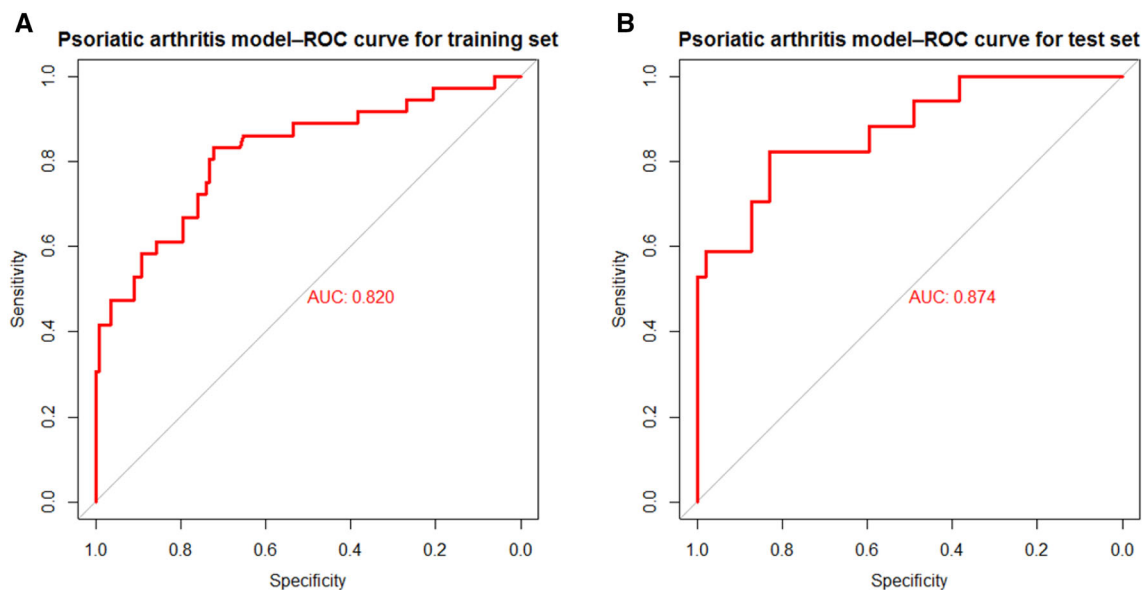 A
Psoriatic arthritis model–ROC curve for training set
Sensitivity
1.0
0.8
0.6
0.4
0.2
0.0
AUC: 0.820
1.0 0.8 0.6 0.4 0.2 0.0
Specificity
B
Psoriatic arthritis model–ROC curve for test set
Sensitivity
1.0
0.8
0.6
0.4
0.2
0.0
AUC: 0.874
1.0 0.8 0.6 0.4 0.2 0.0
Specificity